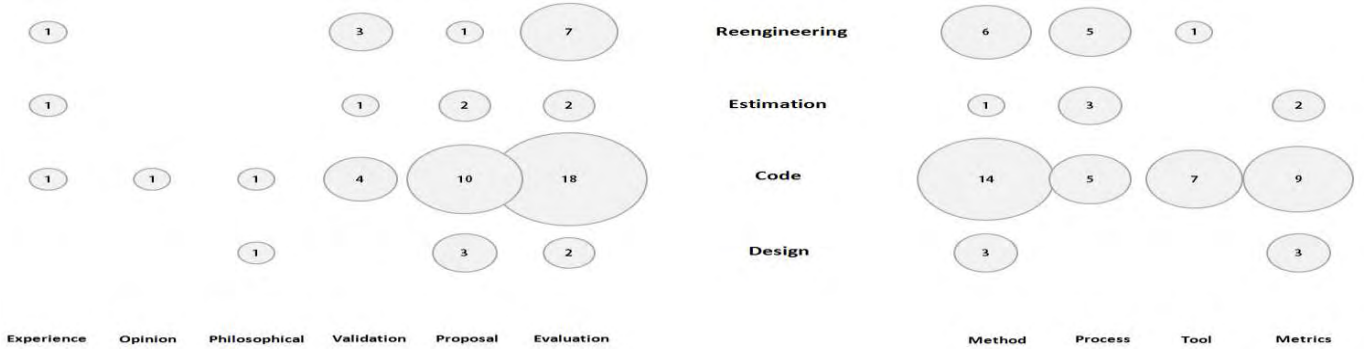 1 3 1 7 Reengineering 6 5 1
1 1 2 2 Estimation 1 3 2
1 1 1 4 10 18 Code 14 5 7 9
1 3 2 Design 3 3
Experience Opinion Philosophical Validation Proposal Evaluation Method Process Tool Metrics